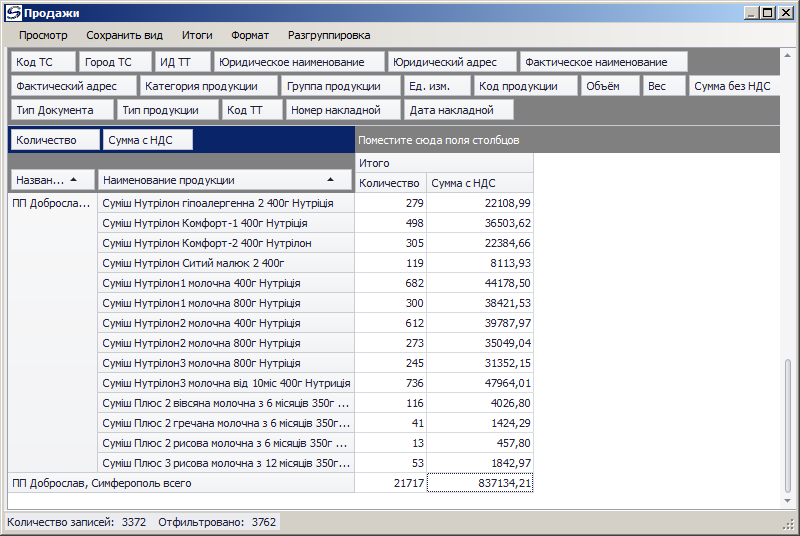 Продажи
Просмотр Сохранить вид Итоги Формат Разгруппировка
Код ТС Город ТС ИД ТТ Юридическое наименование Юридический адрес Фактическое наименование
Фактический адрес Категория продукции Группа продукции Ед. изм. Код продукции Объём Вес Сумма без НДС
Тип Документа Тип продукции Код ТТ Номер накладной Дата накладной
Количество Сумма с НДС Поместите сюда поля столбцов
Итого
Назван... Наименование продукции Количество Сумма с НДС
ПП Доброслa... Суміш Нутрілон гіпоалергенна 2 400г Нутріція 279 22108,99
Суміш Нутрілон Комфорт-1 400г Нутріція 498 36503,62
Суміш Нутрілон Комфорт-2 400г Нутрілон 305 22384,66
Суміш Нутрілон Ситий малюк 2 400г 119 8113,93
Суміш Нутрілон1 молочна 400г Нутріція 682 44178,50
Суміш Нутрілон1 молочна 800г Нутріція 300 38421,53
Суміш Нутрілон2 молочна 400г Нутріція 612 39787,97
Суміш Нутрілон2 молочна 800г Нутріція 273 35049,04
Суміш Нутрілон3 молочна 800г Нутріція 245 31352,15
Суміш Нутрілон3 молочна від 10міс 400г Нутриція 736 47964,01
Суміш Плюс 2 вівсяна молочна з 6 місяців 350г ... 116 4026,80
Суміш Плюс 2 гречана молочна з 6 місяців 350г ... 41 1424,29
Суміш Плюс 2 рисова молочна з 6 місяців 350г ... 13 457,80
Суміш Плюс 3 рисова молочна з 12 місяців 350г... 53 1842,97
ПП Доброслав, Симферополь всего 21717 837134,21
Количество записей: 3372 Отфильтровано: 3762